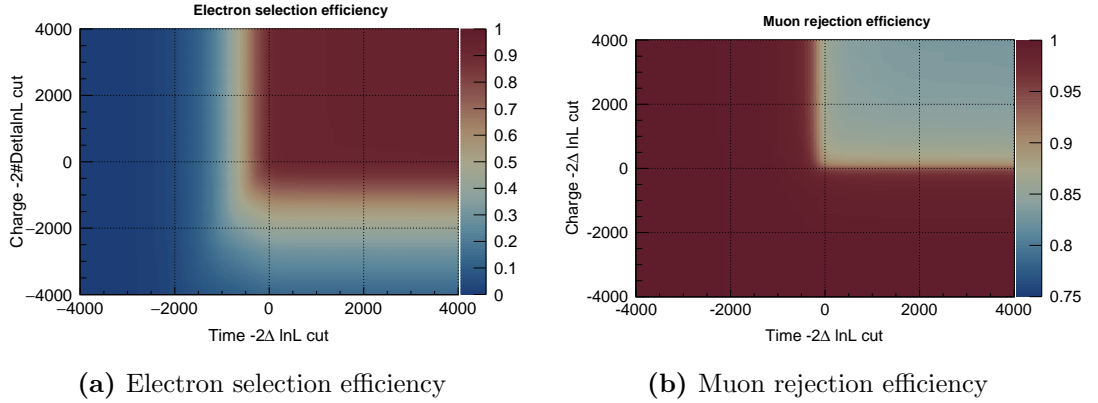 Electron selection efficiency
4000
2000
0
−2000
−4000
−4000 −2000 0 2000 4000
Charge -2#DetlalnL cut
Time -2Δ lnL cut
1
0.9
0.8
0.7
0.6
0.5
0.4
0.3
0.2
0.1
0
Muon rejection efficiency
4000
2000
0
-2000
-4000
-4000 -2000 0 2000 4000
Charge -2Δ lnL cut
Time -2Δ lnL cut
1
0.95
0.9
0.85
0.8
0.75
(a) Electron selection efficiency
(b) Muon rejection efficiency